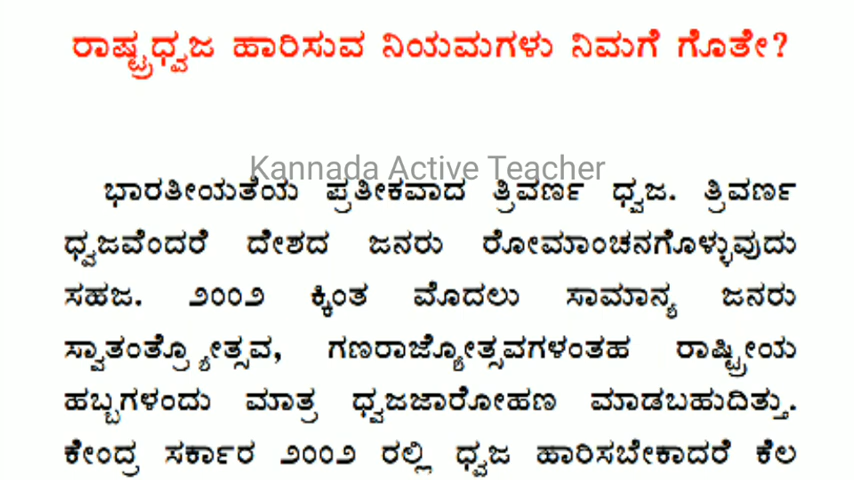 ರಾಷ್ಟ್ರಧ್ವಜ ಹಾರಿಸುವ ನಿಯಮಗಳು ನಿಮಗೆ ಗೊತೇ?
Kannada Active Teacher
ಭಾರತೀಯತೆಯ ಪ್ರತೀಕವಾದ ತ್ರಿವರ್ಣ ಧ್ವಜ. ತ್ರಿವರ್ಣ
ಧ್ವಜವೆಂದರೆ ದೇಶದ ಜನರು ರೋಮಾಂಚನಗೊಳ್ಳುವುದು
ಸಹಜ. ೨೦೦೨ ಕ್ಕಿಂತ ಮೊದಲು ಸಾಮಾನ್ಯ ಜನರು
ಸ್ವಾತಂತ್ರ್ಯೋತ್ಸವ, ಗಣರಾಜ್ಯೋತ್ಸವಗಳಂತಹ ರಾಷ್ಟ್ರೀಯ
ಹಬ್ಬಗಳಂದು ಮಾತ್ರ ಧ್ವಜಜಾರೋಹಣ ಮಾಡಬಹುದಿತ್ತು.
ಕೇಂದ್ರ ಸರ್ಕಾರ ೨೦೦೨ ರಲ್ಲಿ ಧ್ವಜ ಹಾರಿಸಬೇಕಾದರೆ ಕೆಲ